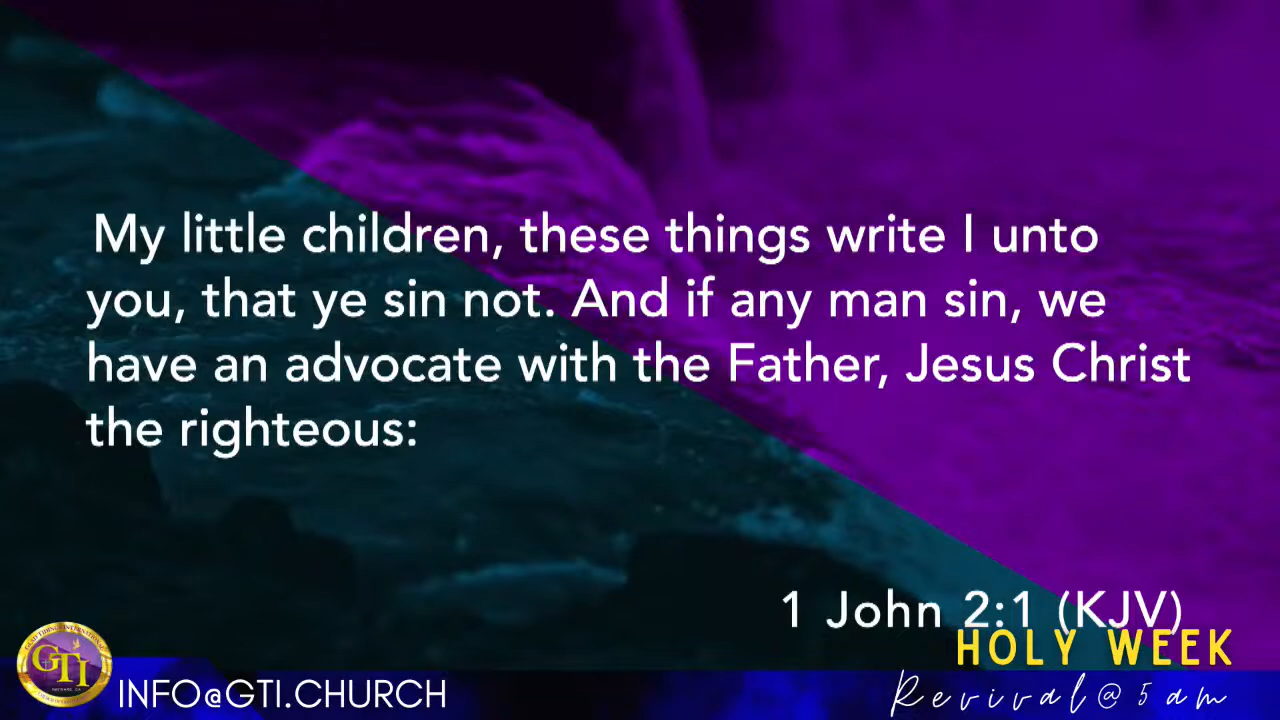 My little children, these things write I unto
you, that ye sin not. And if any man sin, we
have an advocate with the Father, Jesus Christ
the righteous:
1 John 2:1 (KJV)
HOLY WEEK
Revival@5am
GTI
INFO@GTI.CHURCH